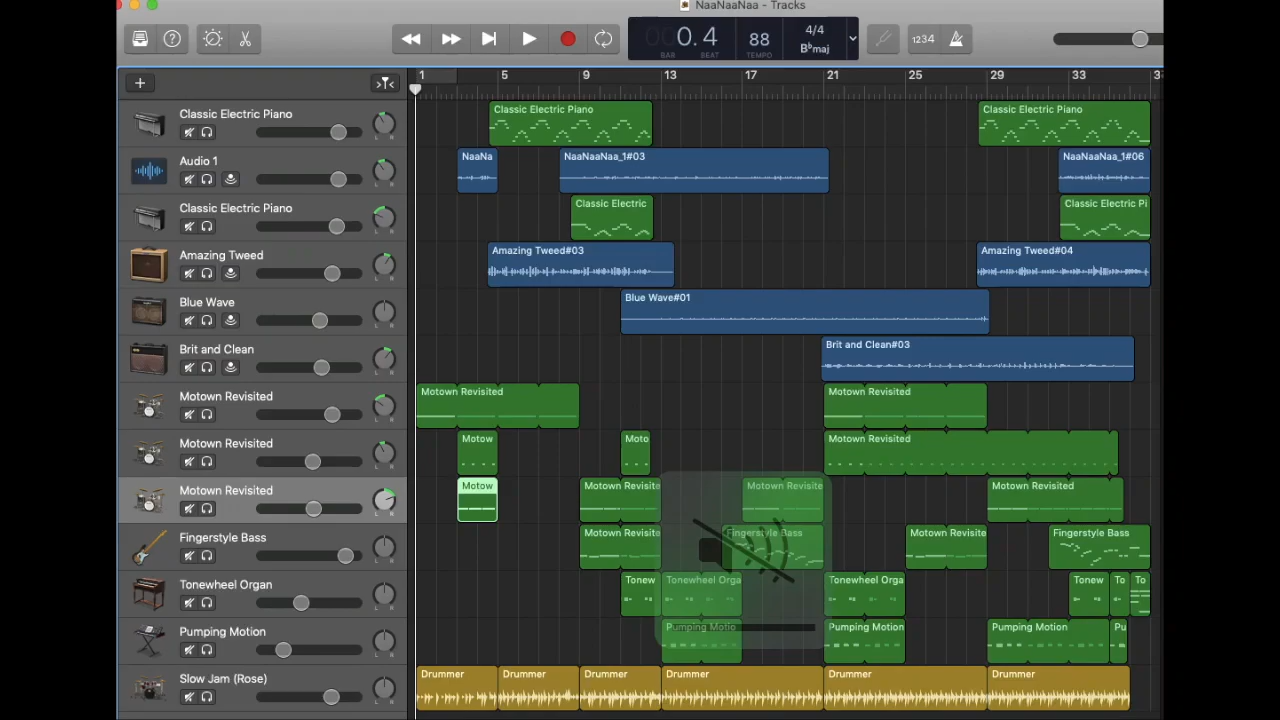 NaaNaaNaa - Tracks
000.4
BAR
BEAT
88
TEMPO
4/4
B♭maj
1234
1
5
9
13
17
21
25
29
33
3
Classic Electric Piano
L R
Classic Electric Piano
Classic Electric Piano
Audio 1
L R
NaaNa
NaaNaaNaa_1#03
NaaNaaNaa_1#06
Classic Electric Piano
L R
Classic Electric
Classic Electric Pi
Amazing Tweed
L R
Amazing Tweed#03
Amazing Tweed#04
Blue Wave
L R
Blue Wave#01
Brit and Clean
L R
Brit and Clean#03
Motown Revisited
L R
Motown Revisited
Motown Revisited
Motown Revisited
L R
Motow
Moto
Motown Revisited
Motown Revisited
L R
Motow
Motown Revisite
Motown Revisite
Motown Revisited
Fingerstyle Bass
L R
Motown Revisite
Fingerstyle Bass
Motown Revisite
Fingerstyle Bass
Tonewheel Organ
L R
Tonew
Tonewheel Orga
Tonewheel Orga
Tonew
To
To
Pumping Motion
L R
Pumping Motio
Pumping Motion
Pumping Motion
Pu
Slow Jam (Rose)
L R
Drummer
Drummer
Drummer
Drummer
Drummer
Drummer